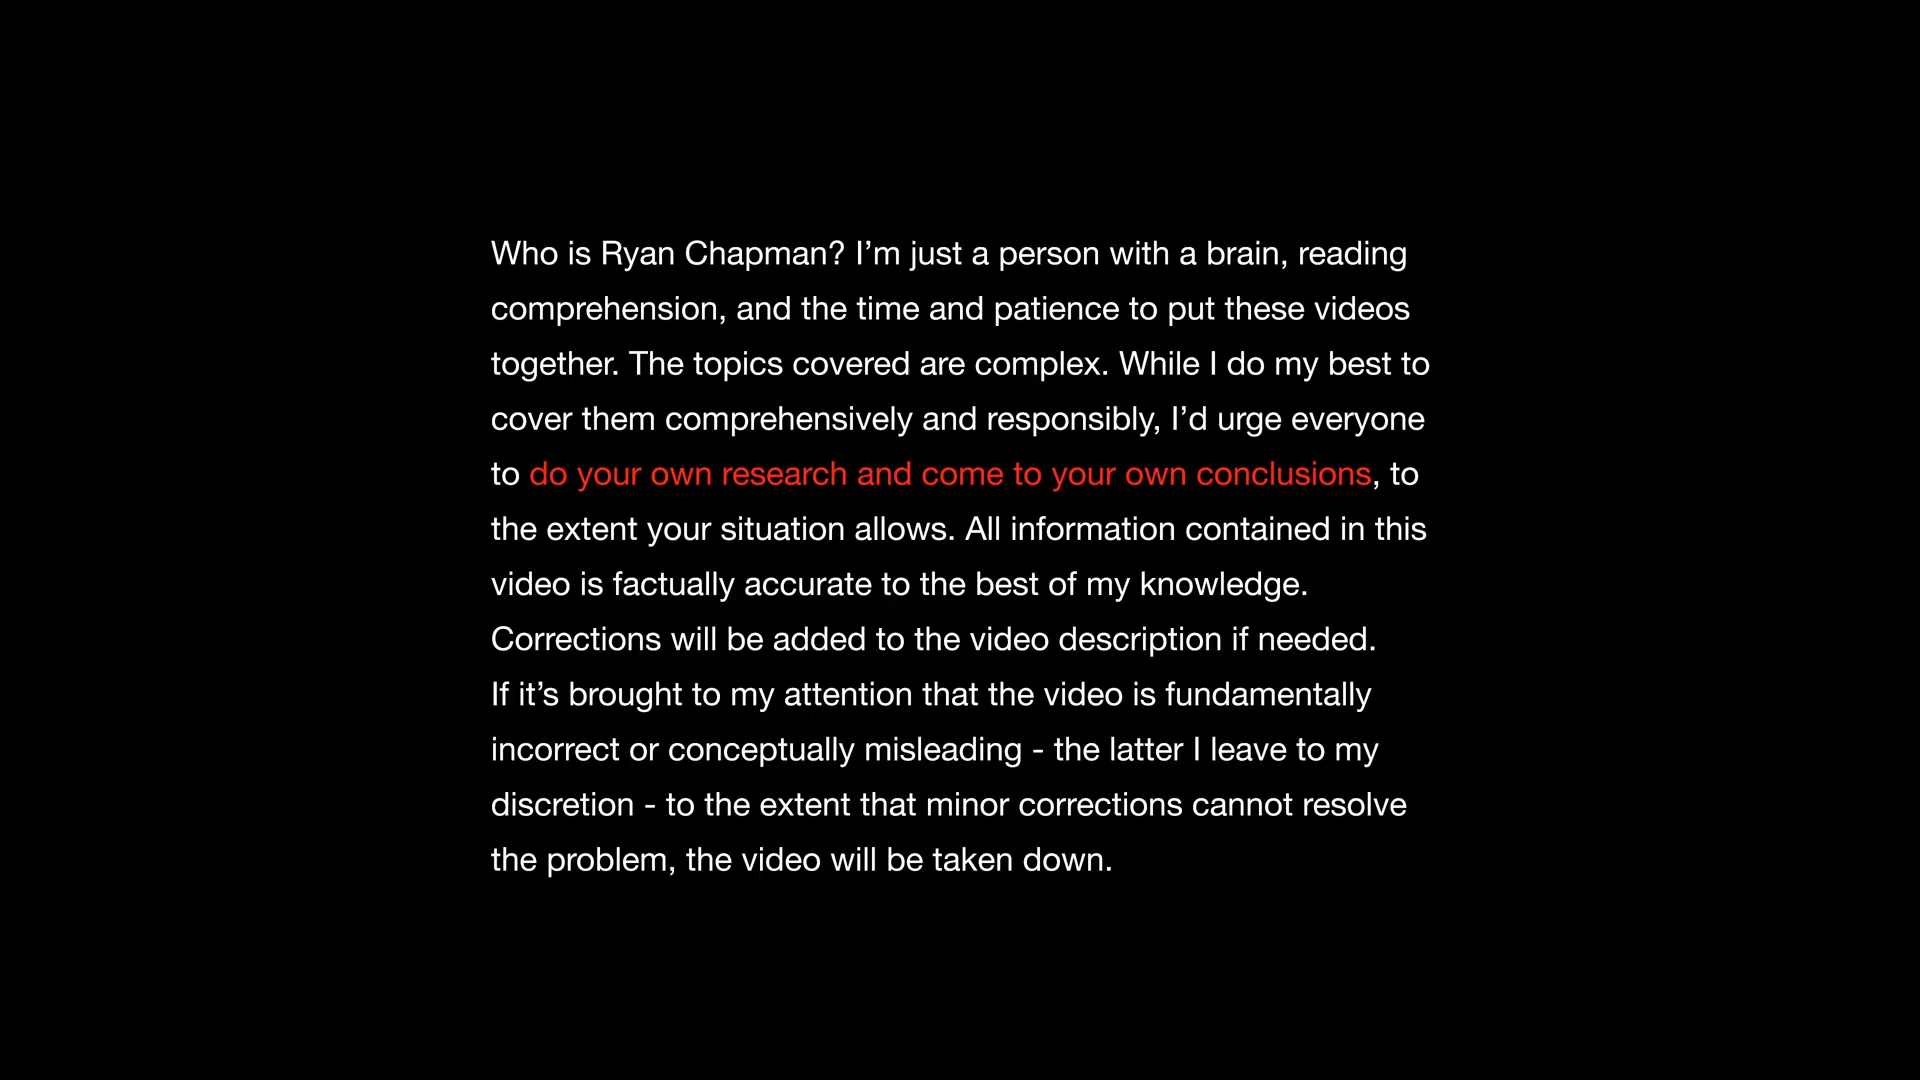 Who is Ryan Chapman? I’m just a person with a brain, reading
comprehension, and the time and patience to put these videos
together. The topics covered are complex. While I do my best to
cover them comprehensively and responsibly, I’d urge everyone
to do your own research and come to your own conclusions, to
the extent your situation allows. All information contained in this
video is factually accurate to the best of my knowledge.
Corrections will be added to the video description if needed.
If it’s brought to my attention that the video is fundamentally
incorrect or conceptually misleading - the latter I leave to my
discretion - to the extent that minor corrections cannot resolve
the problem, the video will be taken down.